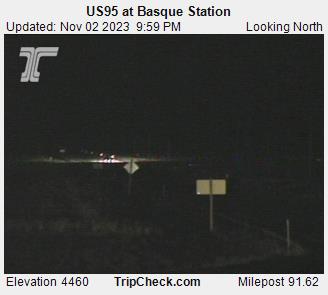 US95 at Basque Station
Updated: Nov 02 2023 9:59 PM Looking North
Elevation 4460 TripCheck.com Milepost 91.62